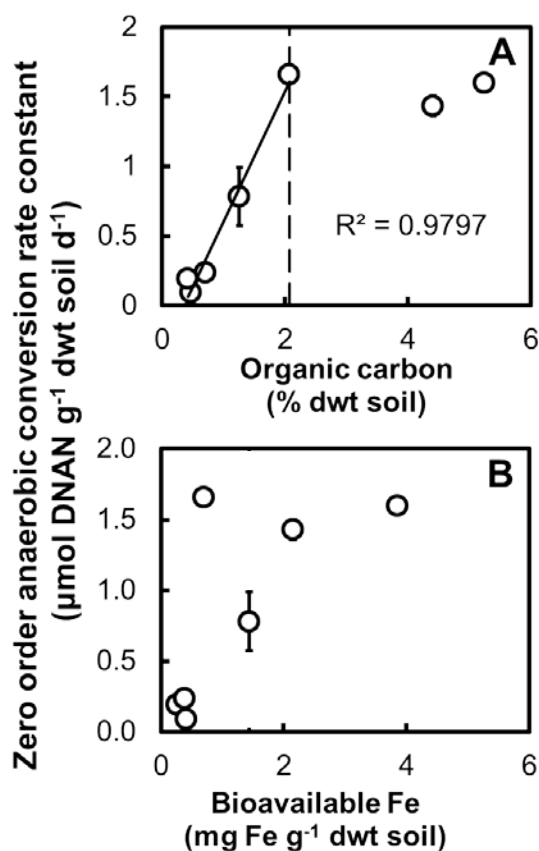 Zero order anaerobic conversion rate constant
(µmol DNAN g⁻¹ dwt soil d⁻¹)
A
2
1.5
1
0.5
0
R² = 0.9797
0 2 4 6
Organic carbon
(% dwt soil)
B
2.0
1.5
1.0
0.5
0.0
0 2 4 6
Bioavailable Fe
(mg Fe g⁻¹ dwt soil)